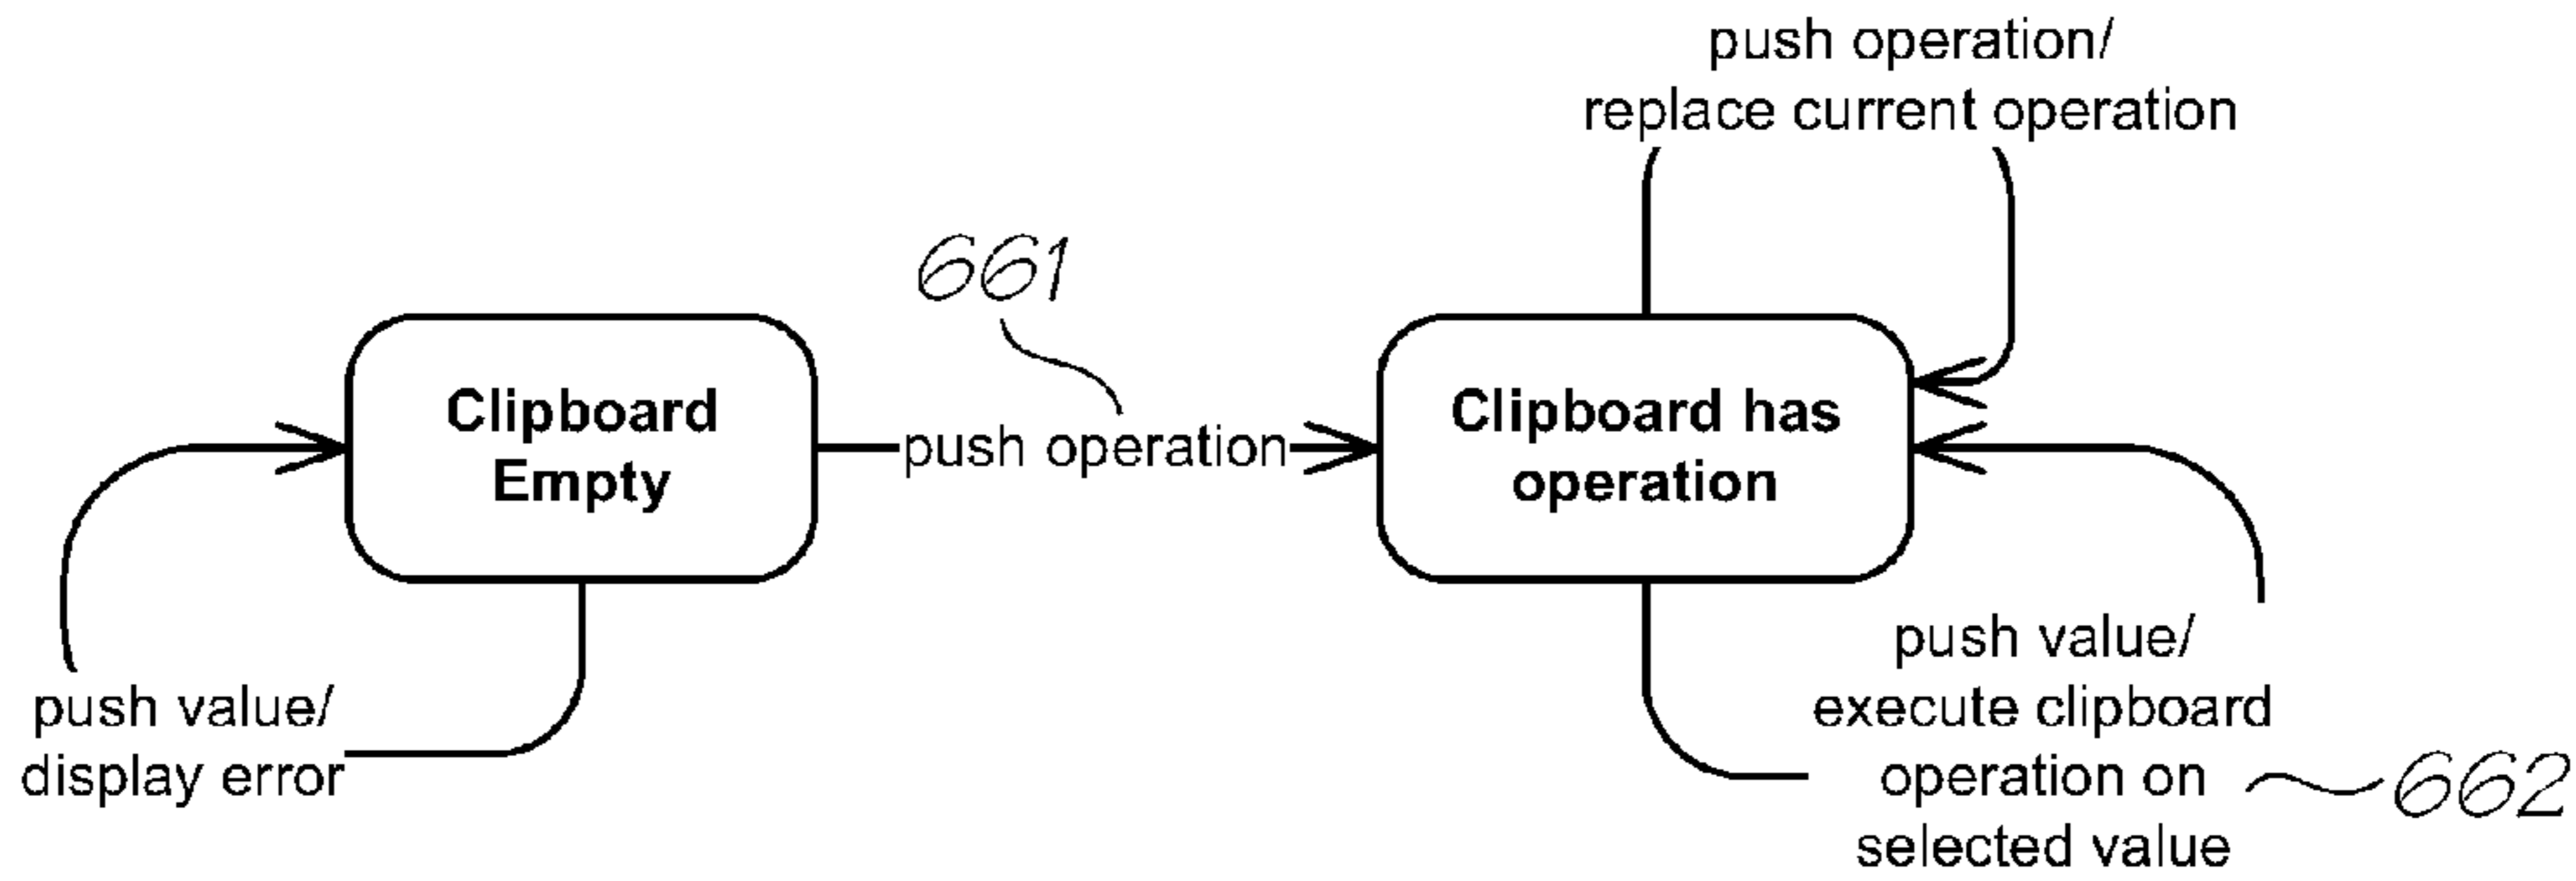 push operation/
replace current operation
661
Clipboard
Empty
push operation
Clipboard has
operation
push value/
display error
push value/
execute clipboard
operation on
selected value
662